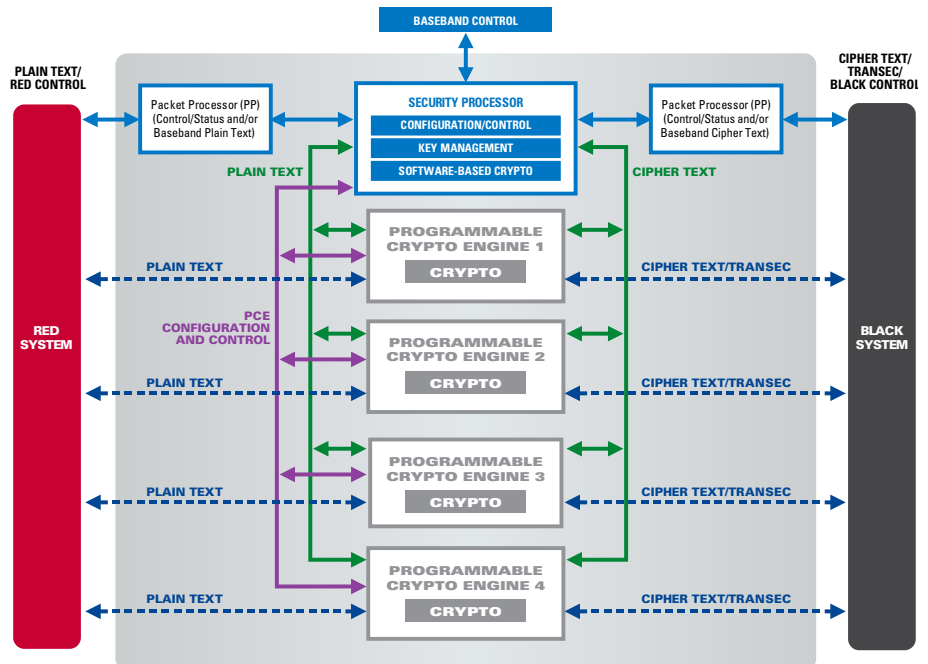 BASEBAND CONTROL
PLAIN TEXT/
RED CONTROL
CIPHER TEXT/
TRANSEC/
BLACK CONTROL
Packet Processor (PP)
(Control/Status and/or
Baseband Plain Text)
SECURITY PROCESSOR
CONFIGURATION/CONTROL
KEY MANAGEMENT
SOFTWARE-BASED CRYPTO
Packet Processor (PP)
(Control/Status and/or
Baseband Cipher Text)
PLAIN TEXT
CIPHER TEXT
PROGRAMMABLE
CRYPTO ENGINE 1
CRYPTO
PLAIN TEXT
CIPHER TEXT/TRANSEC
PCE
CONFIGURATION
AND CONTROL
RED
SYSTEM
BLACK
SYSTEM
PROGRAMMABLE
CRYPTO ENGINE 2
CRYPTO
PLAIN TEXT
CIPHER TEXT/TRANSEC
PROGRAMMABLE
CRYPTO ENGINE 3
CRYPTO
PLAIN TEXT
CIPHER TEXT/TRANSEC
PROGRAMMABLE
CRYPTO ENGINE 4
CRYPTO
PLAIN TEXT
CIPHER TEXT/TRANSEC